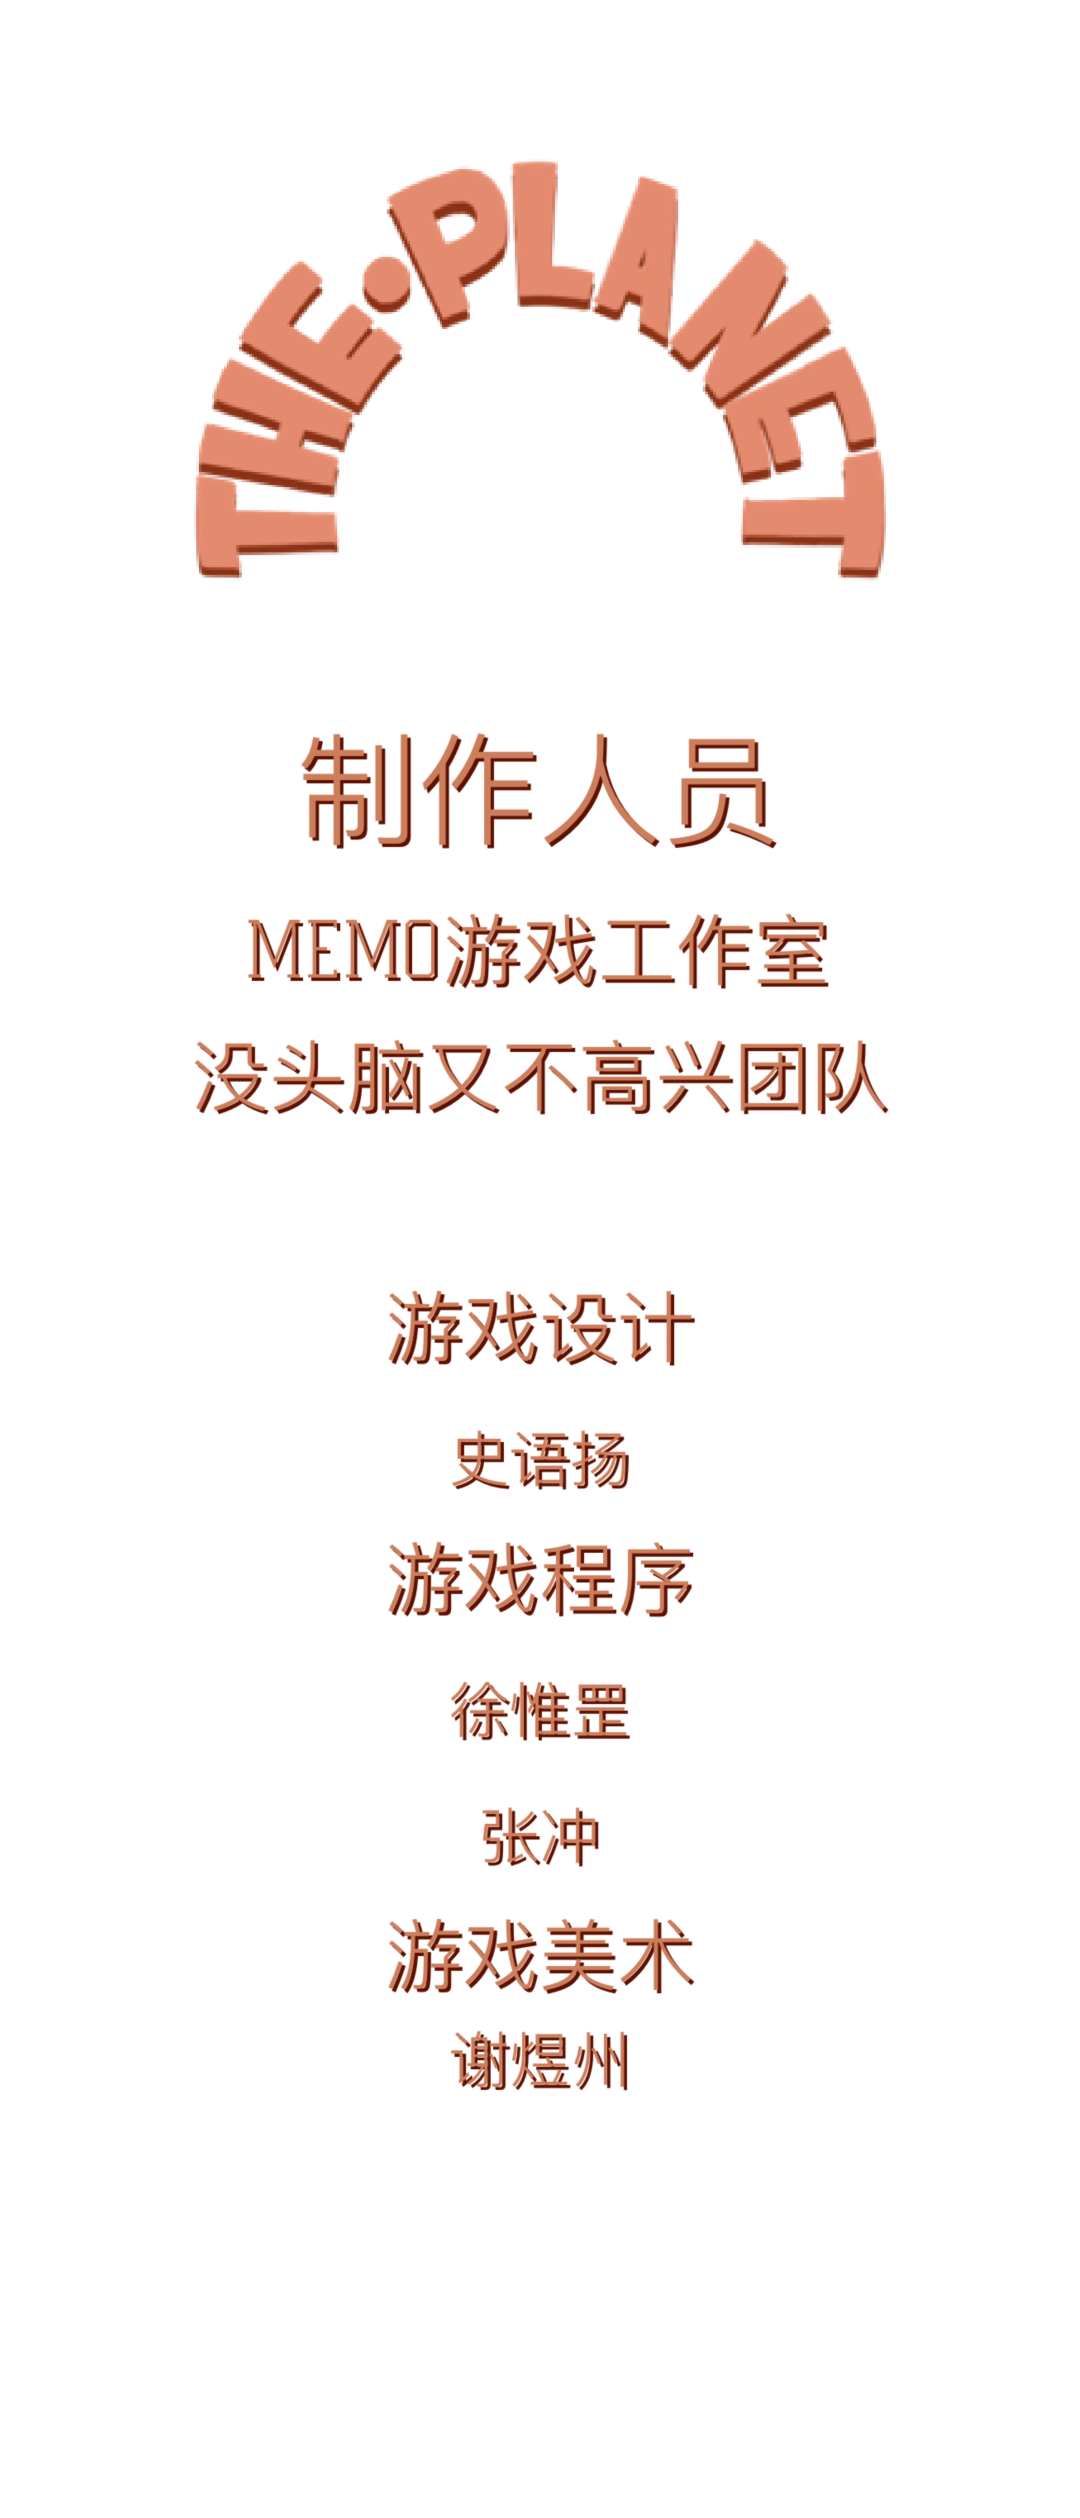 THE·PLANET
制作人员
MEMO游戏工作室
没头脑又不高兴团队
游戏设计
史语扬
游戏程序
徐惟罡
张冲
游戏美术
谢煜州